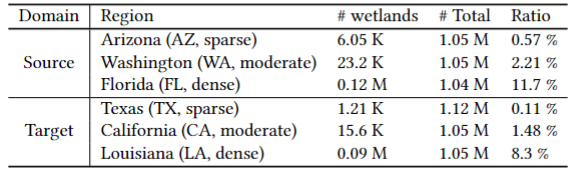 Domain Region # wetlands # Total Ratio
Arizona (AZ, sparse) 6.05 K 1.05 M 0.57 %
Source Washington (WA, moderate) 23.2 K 1.05 M 2.21 %
Florida (FL, dense) 0.12 M 1.04 M 11.7 %
Texas (TX, sparse) 1.21 K 1.12 M 0.11 %
Target California (CA, moderate) 15.6 K 1.05 M 1.48 %
Louisiana (LA, dense) 0.09 M 1.05 M 8.3 %